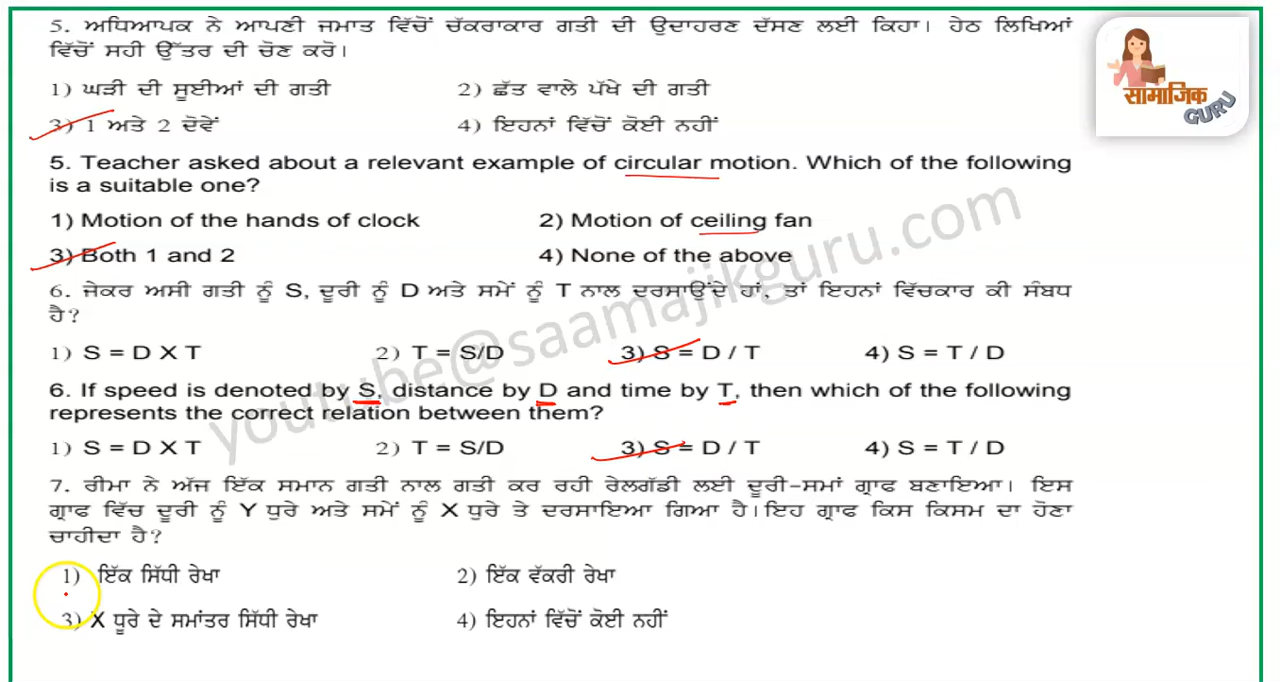 5. ਅਧਿਆਪਕ ਨੇ ਆਪਣੀ ਜਮਾਤ ਵਿੱਚੋਂ ਚੱਕਰਾਕਾਰ ਗਤੀ ਦੀ ਉਦਾਹਰਣ ਦੱਸਣ ਲਈ ਕਿਹਾ। ਹੇਠ ਲਿਖਿਆਂ
ਵਿੱਚੋਂ ਸਹੀ ਉੱਤਰ ਦੀ ਚੋਣ ਕਰੋ।
1) ਘੜੀ ਦੀ ਸੂਈਆਂ ਦੀ ਗਤੀ 2) ਛੱਤ ਵਾਲੇ ਪੱਖੇ ਦੀ ਗਤੀ
3) 1 ਅਤੇ 2 ਦੋਵੇਂ 4) ਇਹਨਾਂ ਵਿੱਚੋਂ ਕੋਈ ਨਹੀਂ
सामाजिक
GURU
5. Teacher asked about a relevant example of circular motion. Which of the following
is a suitable one?
1) Motion of the hands of clock 2) Motion of ceiling fan
3) Both 1 and 2 4) None of the above
6. ਜੇਕਰ ਅਸੀ ਗਤੀ ਨੂੰ S, ਦੂਰੀ ਨੂੰ D ਅਤੇ ਸਮੇਂ ਨੂੰ T ਨਾਲ ਦਰਸਾਉਂਦੇ ਹਾਂ, ਤਾਂ ਇਹਨਾਂ ਵਿੱਚਕਾਰ ਕੀ ਸੰਬਧ
ਹੈ?
1) S = D X T 2) T = S/D 3) S = D / T 4) S = T / D
6. If speed is denoted by S, distance by D and time by T, then which of the following
represents the correct relation between them?
1) S = D X T 2) T = S/D 3) S = D / T 4) S = T / D
7. ਰੀਮਾ ਨੇ ਅੱਜ ਇੱਕ ਸਮਾਨ ਗਤੀ ਨਾਲ ਗਤੀ ਕਰ ਰਹੀ ਰੇਲਗੱਡੀ ਲਈ ਦੂਰੀ-ਸਮਾਂ ਗ੍ਰਾਫ ਬਣਾਇਆ। ਇਸ
ਗ੍ਰਾਫ ਵਿੱਚ ਦੂਰੀ ਨੂੰ Y ਧੁਰੇ ਅਤੇ ਸਮੇਂ ਨੂੰ X ਧੁਰੇ ਤੇ ਦਰਸਾਇਆ ਗਿਆ ਹੈ। ਇਹ ਗ੍ਰਾਫ ਕਿਸ ਕਿਸਮ ਦਾ ਹੋਣਾ
ਚਾਹੀਦਾ ਹੈ?
1) ਇੱਕ ਸਿੱਧੀ ਰੇਖਾ 2) ਇੱਕ ਵੱਕਰੀ ਰੇਖਾ
3) X ਧੂਰੇ ਦੇ ਸਮਾਂਤਰ ਸਿੱਧੀ ਰੇਖਾ 4) ਇਹਨਾਂ ਵਿੱਚੋਂ ਕੋਈ ਨਹੀਂ
youtube@saamajikguru.com